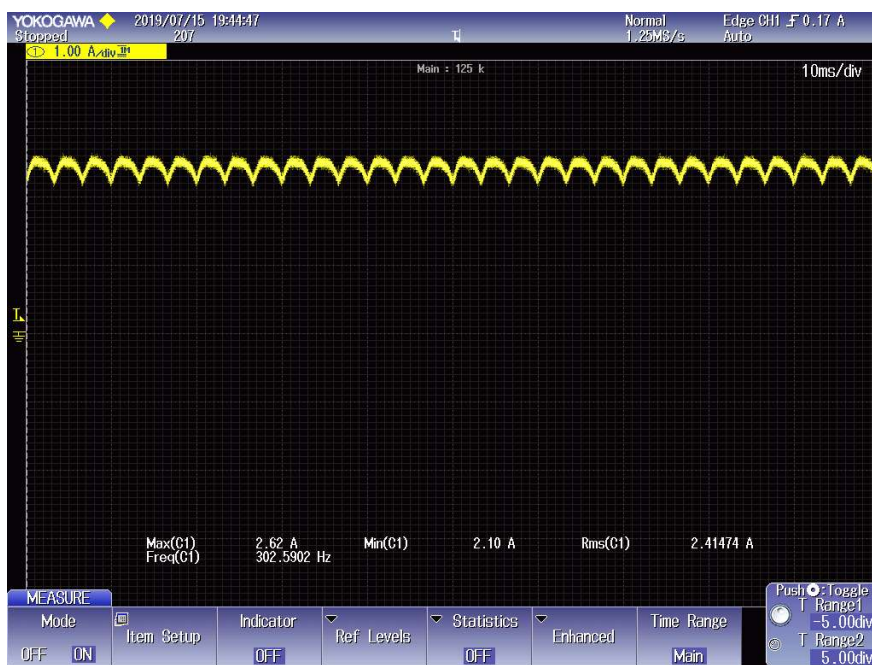 YOKOGAWA 2019/07/15 19:44:47 Normal Edge CH1 0.17 A
Stopped 207 1.25MS/s Auto
1 1.00 A/div
Main : 125 k 10ms/div
Max(C1) 2.62 A Min(C1) 2.10 A Rms(C1) 2.41474 A
Freq(C1) 302.5902 Hz
MEASURE
Mode
OFF ON
Item Setup
Indicator
OFF
Ref Levels
Statistics
OFF
Enhanced
Time Range
Main
Push :Toggle
T Range1
-5.00div
T Range2
5.00div